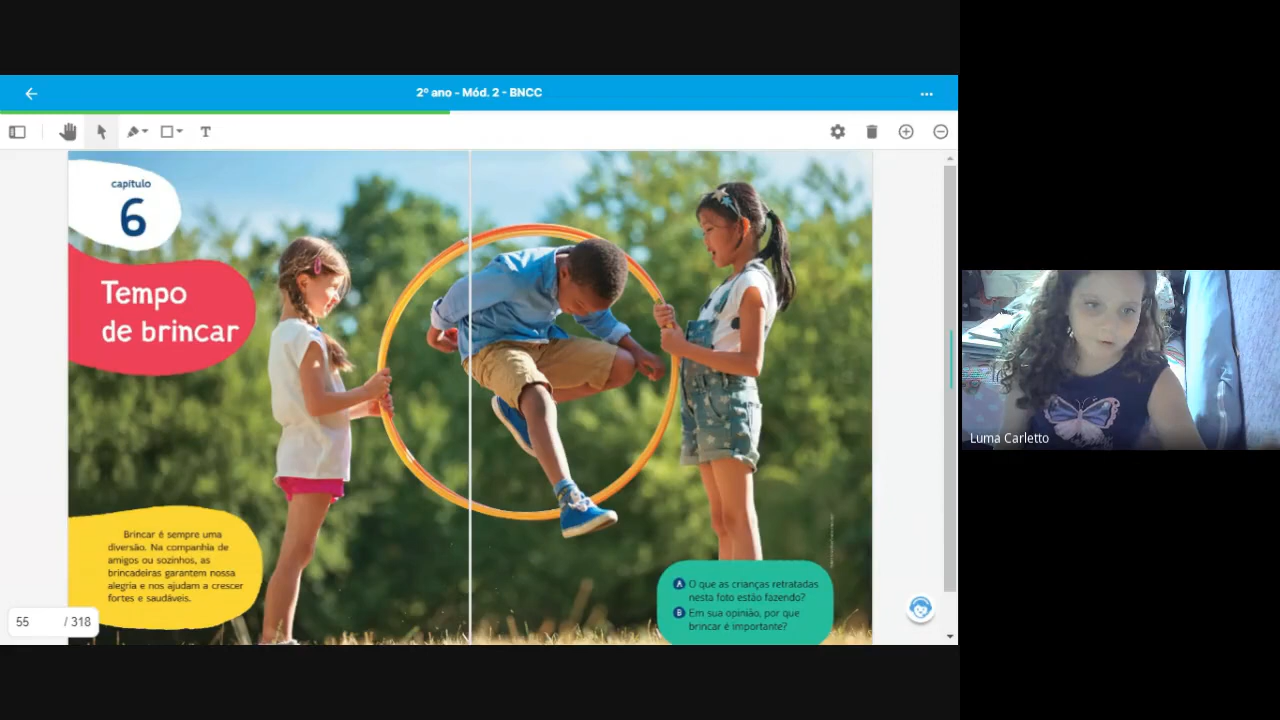 2º ano - Mód. 2 - BNCC
T
capítulo
6
Tempo
de brincar
Brincar é sempre uma
diversão. Na companhia de
amigos ou sozinhos, as
brincadeiras garantem nossa
alegria e nos ajudam a crescer
fortes e saudáveis.
A O que as crianças retratadas
nesta foto estão fazendo?
B Em sua opinião, por que
brincar é importante?
55 / 318
Luma Carletto